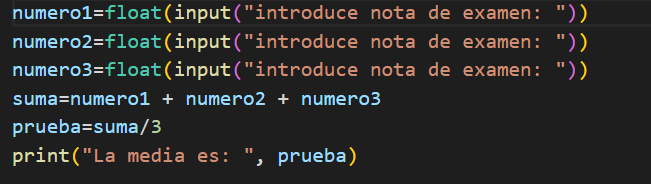 numero1=float(input("introduce nota de examen: "))
numero2=float(input("introduce nota de examen: "))
numero3=float(input("introduce nota de examen: "))
suma=numero1 + numero2 + numero3
prueba=suma/3
print("La media es: ", prueba)